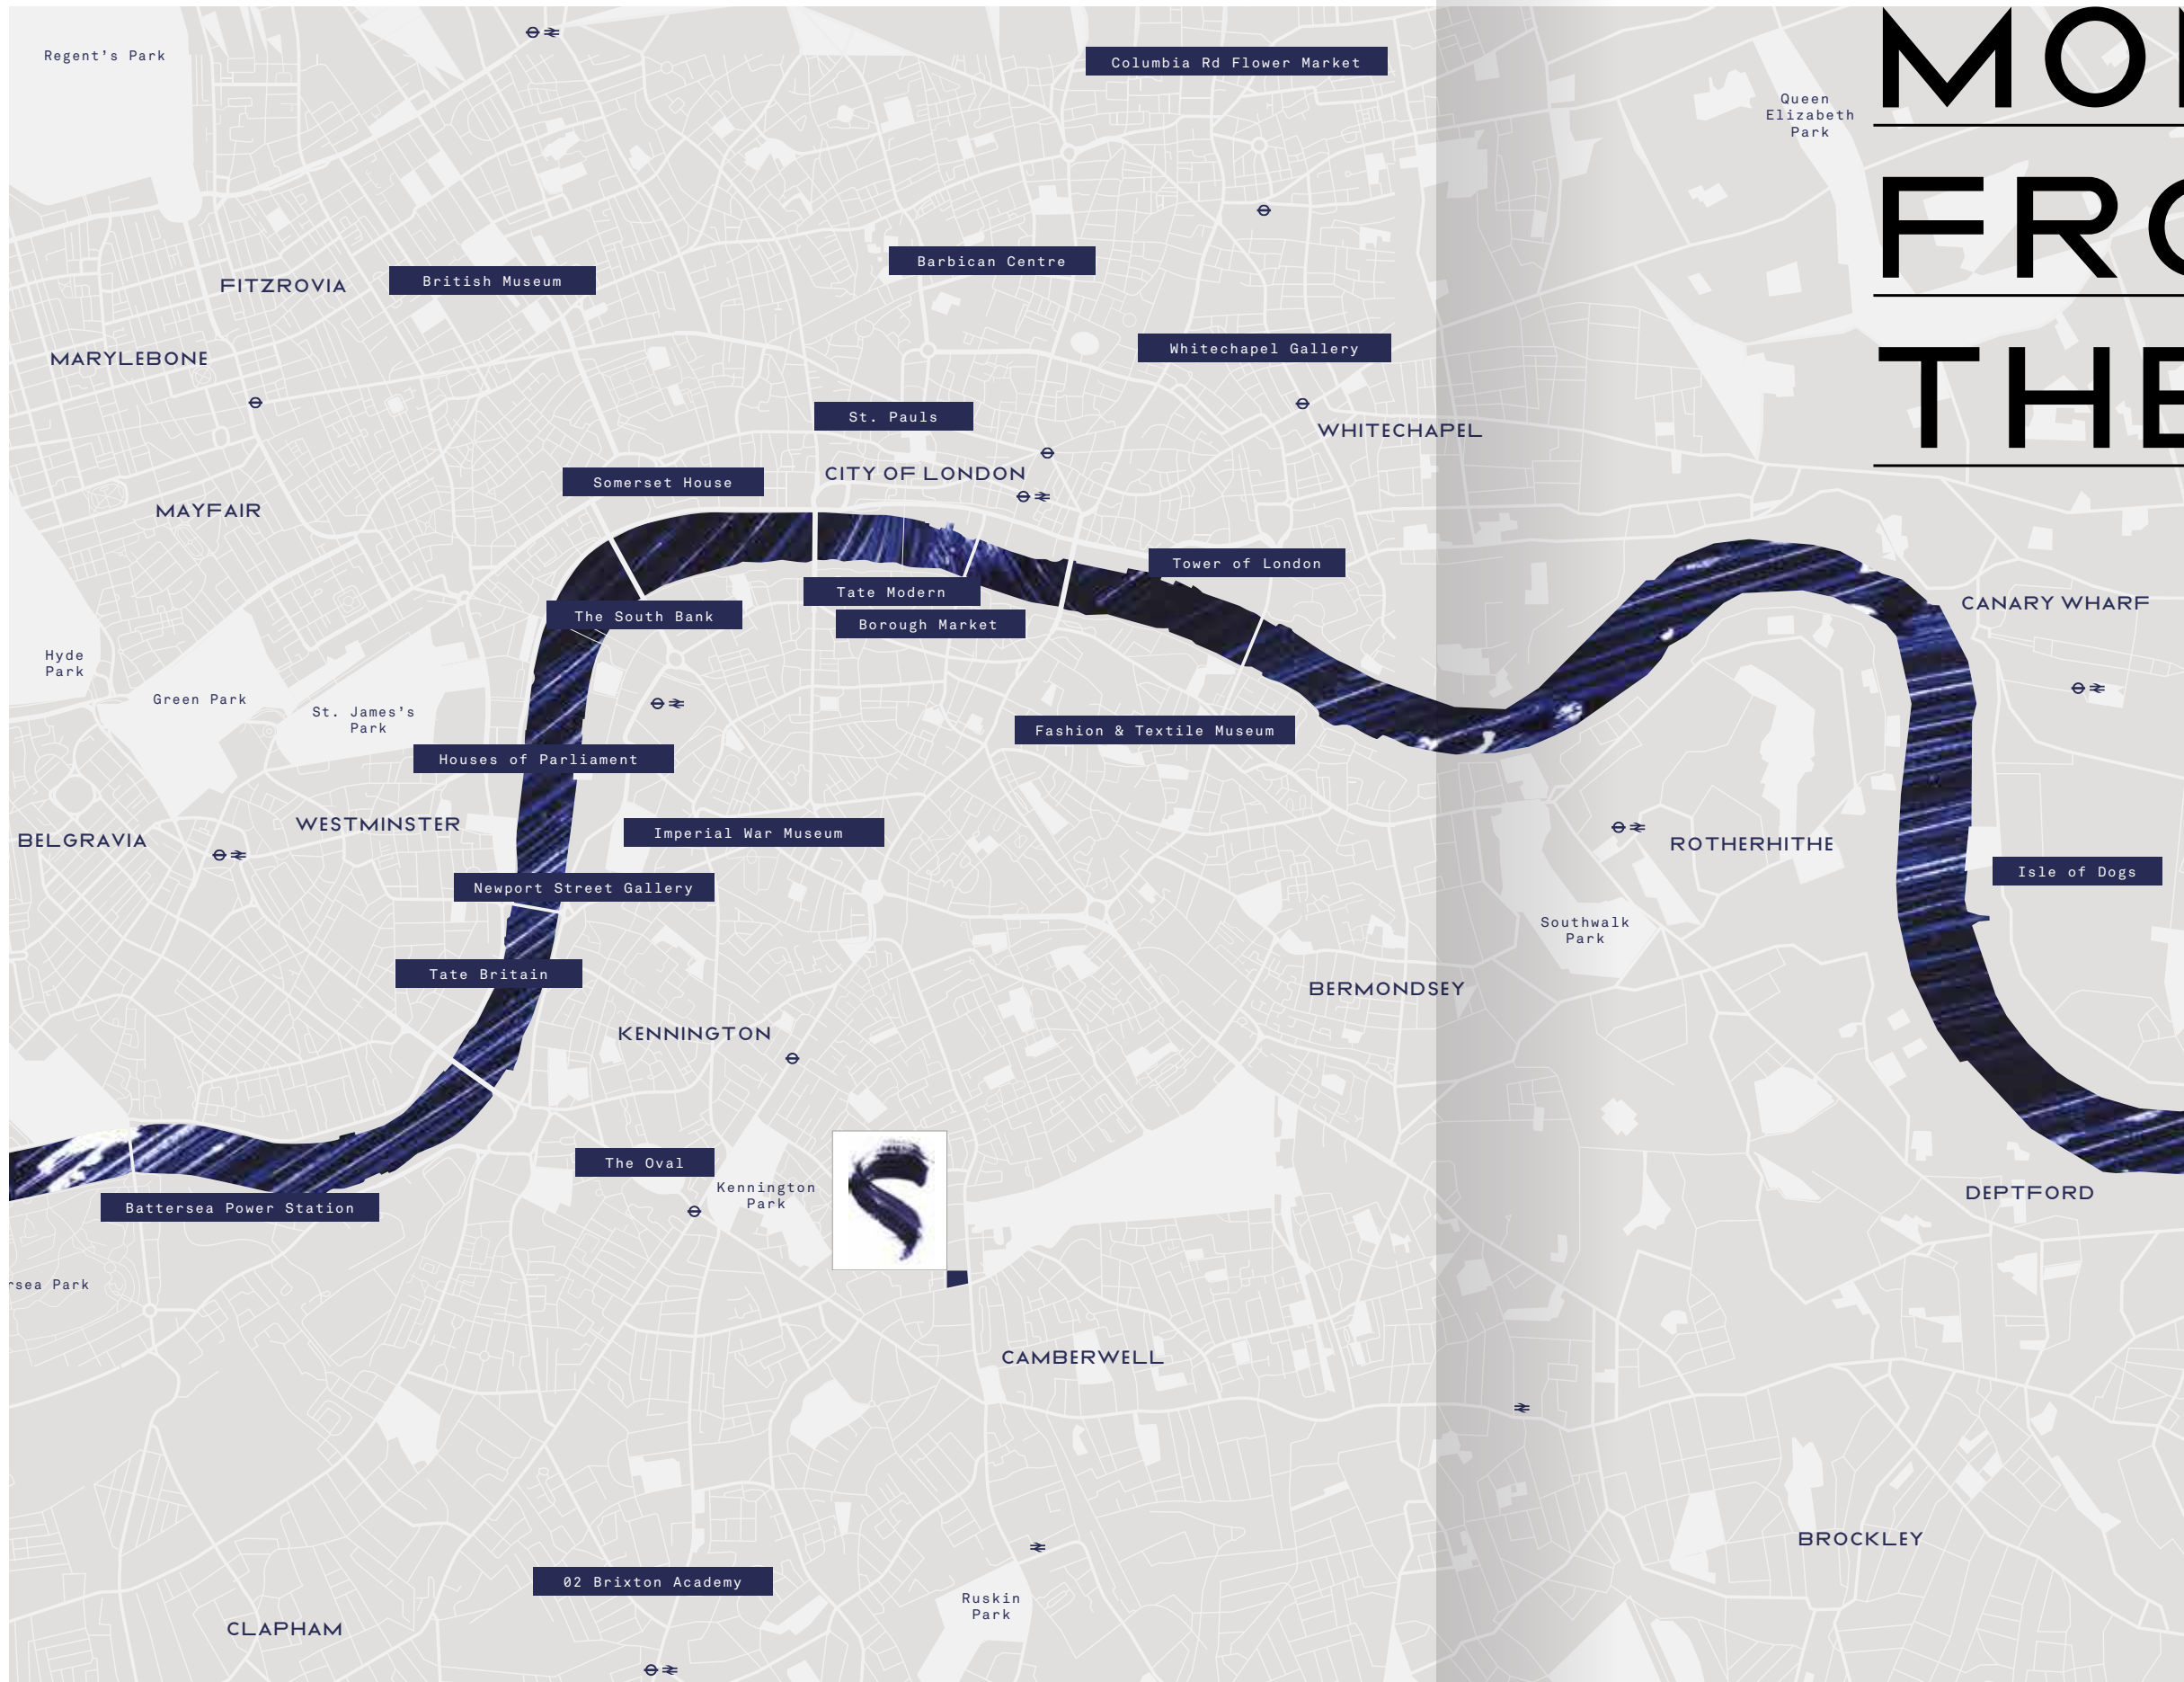 Regent's Park
Columbia Rd Flower Market
Queen
Elizabeth
Park
FITZROVIA
British Museum
Barbican Centre
MARYLEBONE
Whitechapel Gallery
THE
St. Pauls
WHITECHAPEL
CITY OF LONDON
Somerset House
MAYFAIR
Tower of London
Tate Modern
CANARY WHARF
The South Bank
Borough Market
Hyde
Park
Green Park
St. James's
Park
Fashion & Textile Museum
Houses of Parliament
WESTMINSTER
Imperial War Museum
BELGRAVIA
ROTHERHITHE
Isle of Dogs
Newport Street Gallery
Southwalk
Park
Tate Britain
BERMONDSEY
KENNINGTON
The Oval
Kennington
Park
DEPTFORD
Battersea Power Station
rsea Park
CAMBERWELL
BROCKLEY
02 Brixton Academy
Ruskin
Park
CLAPHAM